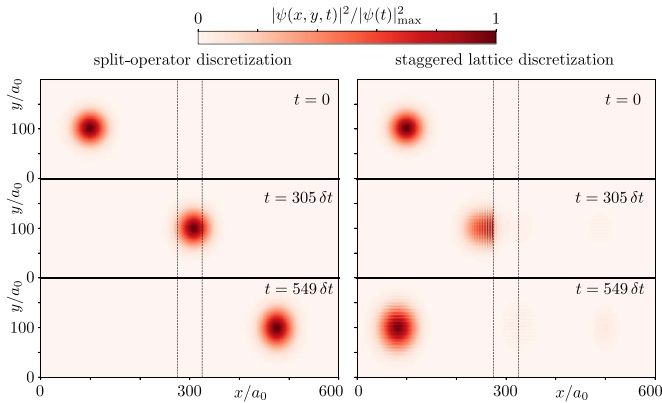 |ψ(x, y, t)|²/|ψ(t)|²max
0 1
split-operator discretization
staggered lattice discretization
y/a₀
100
0
t = 0
t = 0
y/a₀
100
0
t = 305 δt
t = 305 δt
y/a₀
100
0
t = 549 δt
t = 549 δt
0 300 x/a₀ 600
0 300 x/a₀ 600